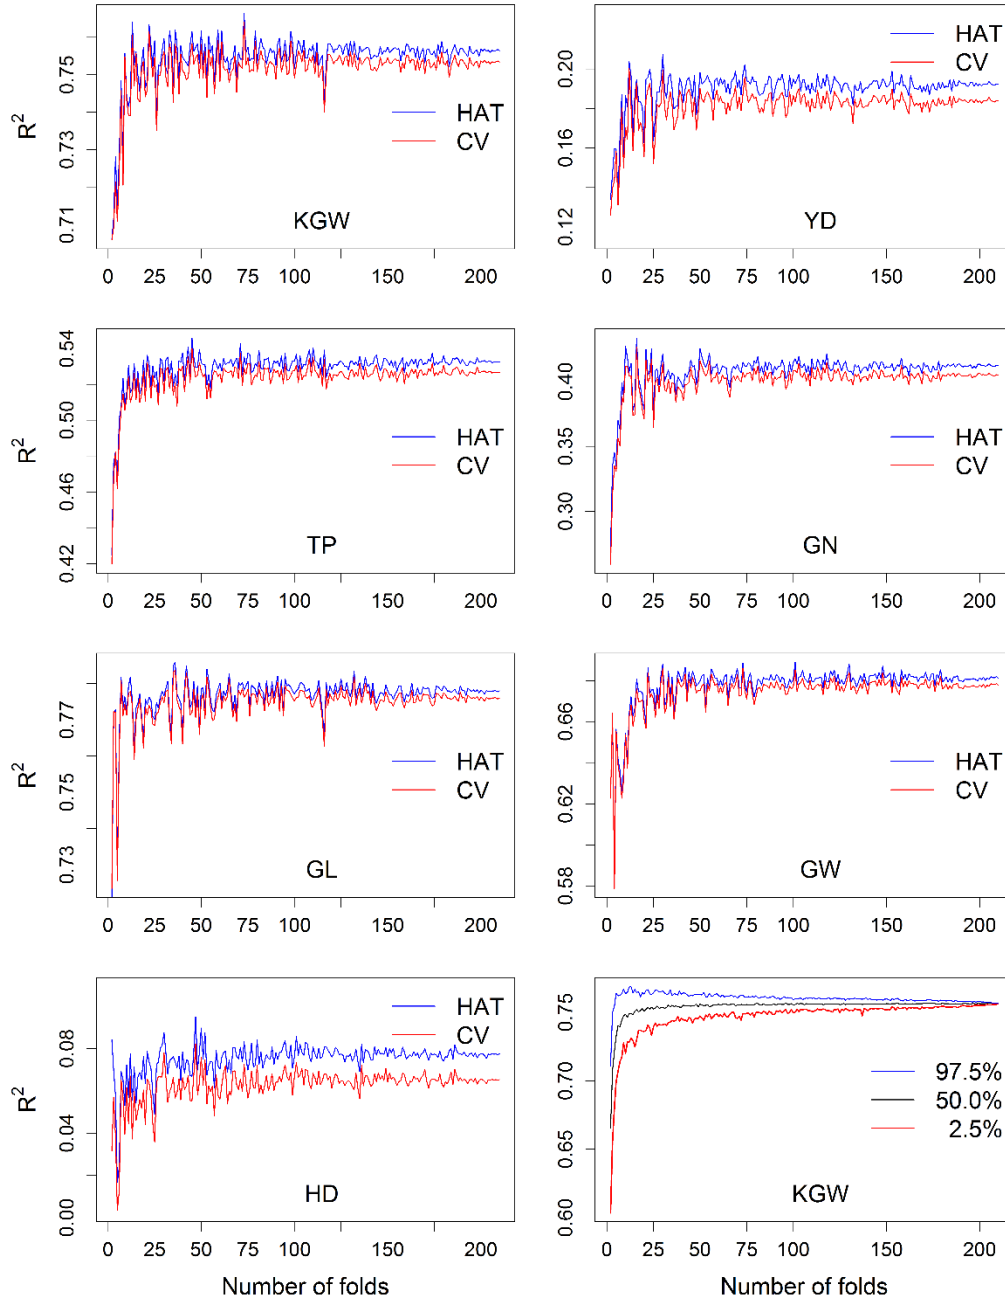 R²
0.75
0.73
0.71
HAT
CV
KGW
0 25 50 75 100 150 200
0.20
0.16
0.12
HAT
CV
YD
0 25 50 75 100 150 200
R²
0.54
0.50
0.46
0.42
HAT
CV
TP
0 25 50 75 100 150 200
0.40
0.35
0.30
HAT
CV
GN
0 25 50 75 100 150 200
R²
0.77
0.75
0.73
HAT
CV
GL
0 25 50 75 100 150 200
0.66
0.62
0.58
HAT
CV
GW
0 25 50 75 100 150 200
R²
0.08
0.04
0.00
HAT
CV
HD
0 25 50 75 100 150 200
Number of folds
0.75
0.70
0.65
0.60
97.5%
50.0%
2.5%
KGW
0 25 50 75 100 150 200
Number of folds